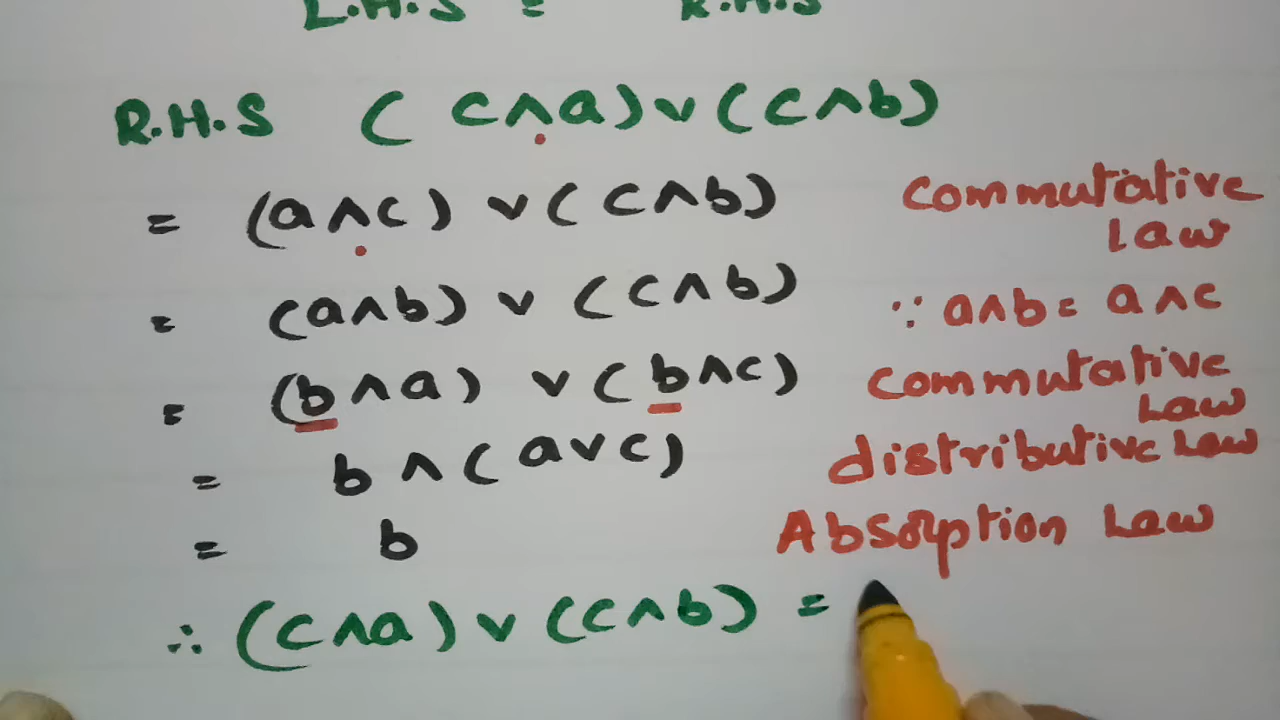 L.H.S = R.H.S
R.H.S (C∧a)∨(C∧b)
= (a∧c)∨(C∧b) Commutative
Law
= (a∧b)∨(C∧b) ∵ a∧b = a∧c
= (b∧a)∨(b∧c) Commutative
Law
= b∧(a∨c) distributive Law
= b Absorption Law
∴ (C∧a)∨(C∧b) =